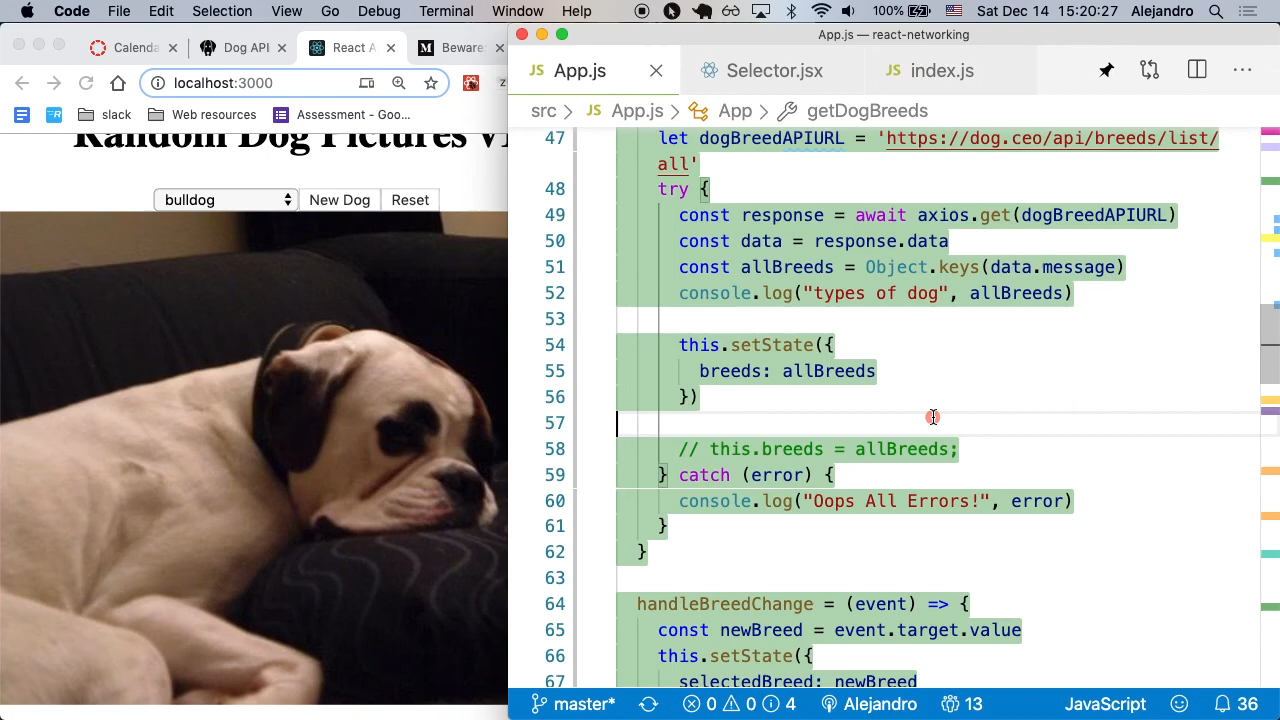 Code File Edit Selection View Go Debug Terminal Window Help 100% Sat Dec 14 15:20:27 Alejandro
Calenda Dog API React A Beware
localhost:3000
slack Web resources Assessment - Goo...
Random Dog Pictures
bulldog New Dog Reset
App.js — react-networking
JS App.js Selector.jsx JS index.js
src JS App.js App getDogBreeds
47 let dogBreedAPIURL = 'https://dog.ceo/api/breeds/list/
all'
48 try {
49 const response = await axios.get(dogBreedAPIURL)
50 const data = response.data
51 const allBreeds = Object.keys(data.message)
52 console.log("types of dog", allBreeds)
53
54 this.setState({
55 breeds: allBreeds
56 })
57
58 // this.breeds = allBreeds;
59 } catch (error) {
60 console.log("Oops All Errors!", error)
61 }
62 }
63
64 handleBreedChange = (event) => {
65 const newBreed = event.target.value
66 this.setState({
67 selectedBreed: newBreed
master* 0 0 4 Alejandro 13 JavaScript 36